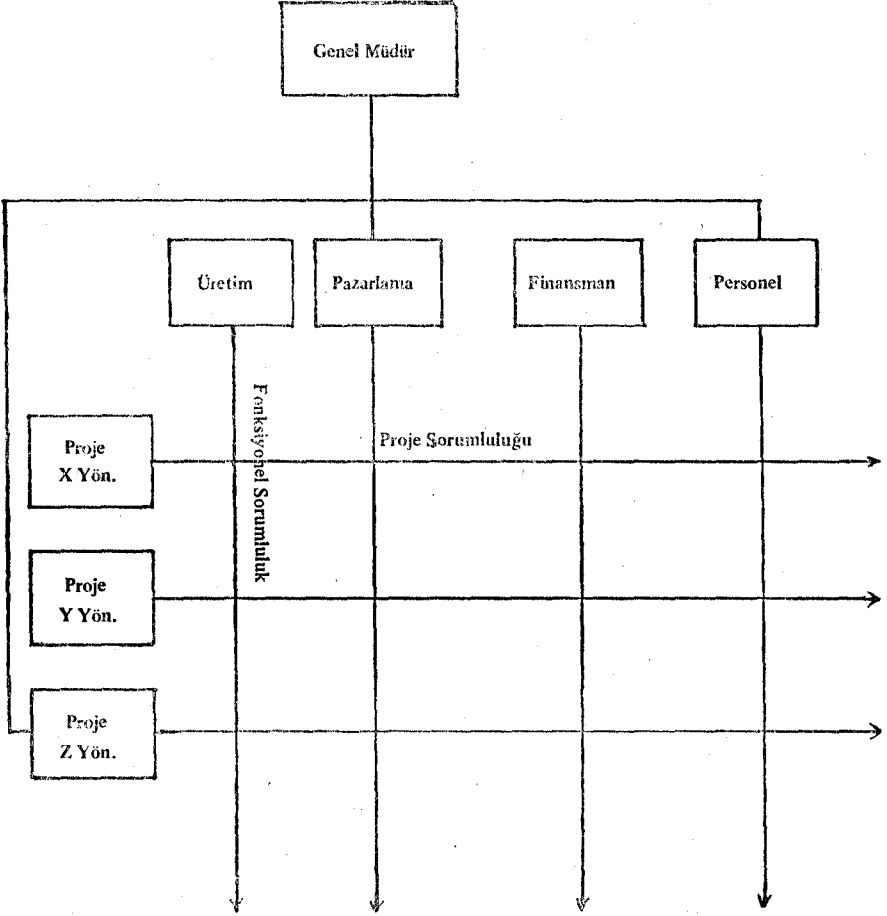 Genel Müdür
Üretim
Pazarlama
Finansman
Personel
Fonksiyonel Sorumluluk
Proje Sorumluluğu
Proje
X Yön.
Proje
Y Yön.
Proje
Z Yön.